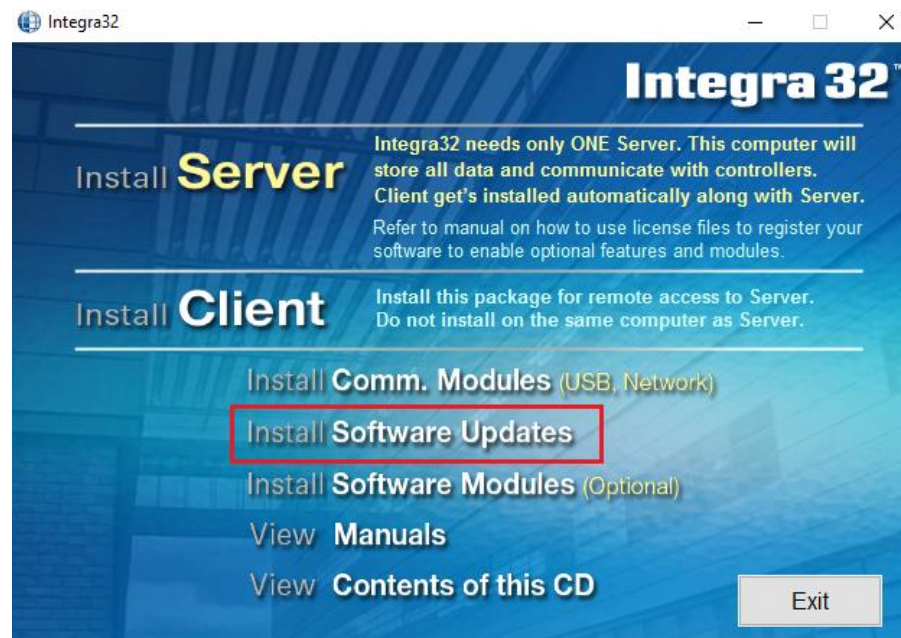 Integra32
Integra 32™
Install Server
Integra32 needs only ONE Server. This computer will
store all data and communicate with controllers.
Client get's installed automatically along with Server.
Refer to manual on how to use license files to register your
software to enable optional features and modules.
Install Client
Install this package for remote access to Server.
Do not install on the same computer as Server.
Install Comm. Modules (USB, Network)
Install Software Updates
Install Software Modules (Optional)
View Manuals
View Contents of this CD
Exit